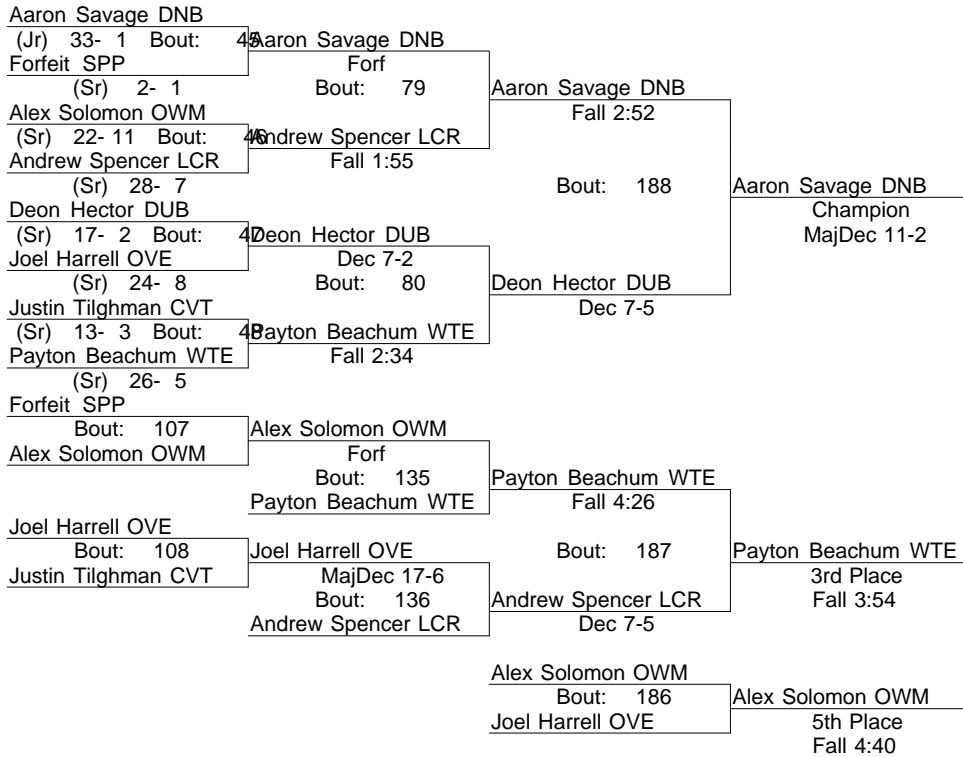 Aaron Savage DNB
(Jr) 33- 1 Bout: 45
Aaron Savage DNB
Forfeit SPP
Forf
(Sr) 2- 1
Bout: 79
Aaron Savage DNB
Alex Solomon OWM
Fall 2:52
(Sr) 22- 11 Bout: 46
Andrew Spencer LCR
Andrew Spencer LCR
Fall 1:55
(Sr) 28- 7
Bout: 188
Aaron Savage DNB
Deon Hector DUB
Champion
(Sr) 17- 2 Bout: 47
Deon Hector DUB
MajDec 11-2
Joel Harrell OVE
Dec 7-2
(Sr) 24- 8
Bout: 80
Deon Hector DUB
Justin Tilghman CVT
Dec 7-5
(Sr) 13- 3 Bout: 48
Payton Beachum WTE
Payton Beachum WTE
Fall 2:34
(Sr) 26- 5
Forfeit SPP
Bout: 107
Alex Solomon OWM
Alex Solomon OWM
Forf
Bout: 135
Payton Beachum WTE
Payton Beachum WTE
Fall 4:26
Joel Harrell OVE
Bout: 108
Joel Harrell OVE
Bout: 187
Payton Beachum WTE
Justin Tilghman CVT
MajDec 17-6
3rd Place
Bout: 136
Andrew Spencer LCR
Fall 3:54
Andrew Spencer LCR
Dec 7-5
Alex Solomon OWM
Bout: 186
Alex Solomon OWM
Joel Harrell OVE
5th Place
Fall 4:40